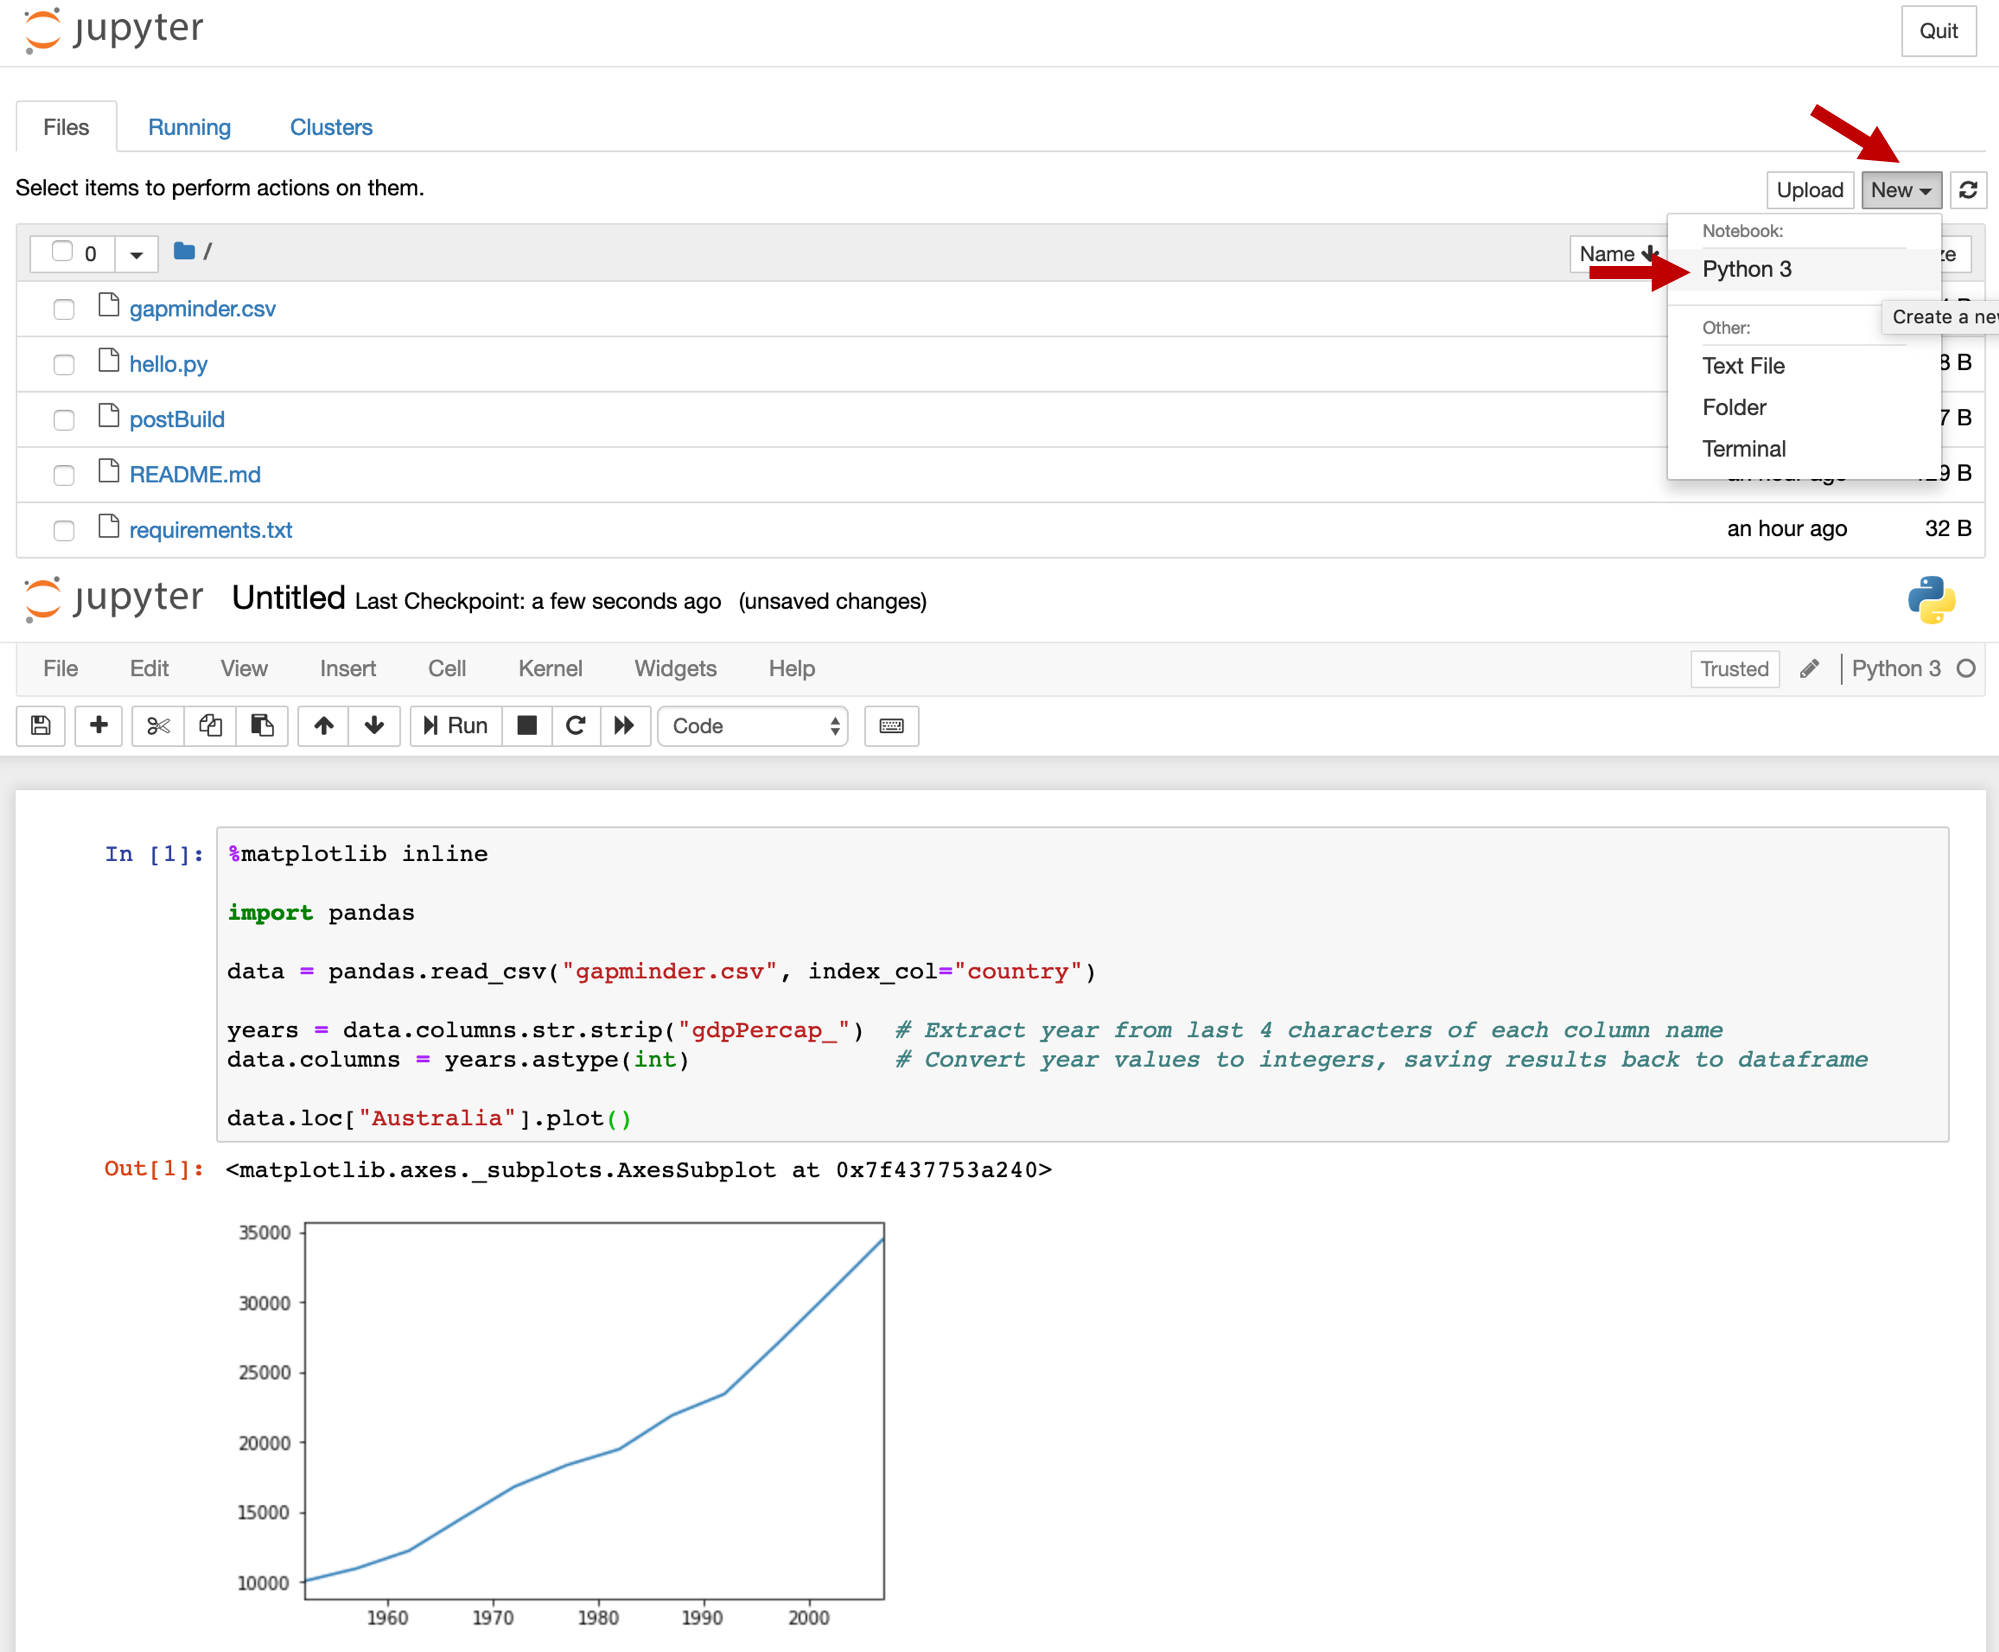 jupyter
Quit
Files Running Clusters
Select items to perform actions on them.
Upload New
0 / Name
Notebook:
Python 3
Create a new
Other:
Text File
Folder
Terminal
gapminder.csv
hello.py 8 B
postBuild 7 B
README.md an hour ago 9 B
requirements.txt an hour ago 32 B
jupyter Untitled Last Checkpoint: a few seconds ago (unsaved changes)
File Edit View Insert Cell Kernel Widgets Help Trusted Python 3
Run Code
In [1]: %matplotlib inline
import pandas
data = pandas.read_csv("gapminder.csv", index_col="country")
years = data.columns.str.strip("gdpPercap_") # Extract year from last 4 characters of each column name
data.columns = years.astype(int) # Convert year values to integers, saving results back to dataframe
data.loc["Australia"].plot()
Out[1]: <matplotlib.axes._subplots.AxesSubplot at 0x7f437753a240>
35000
30000
25000
20000
15000
10000
1960 1970 1980 1990 2000